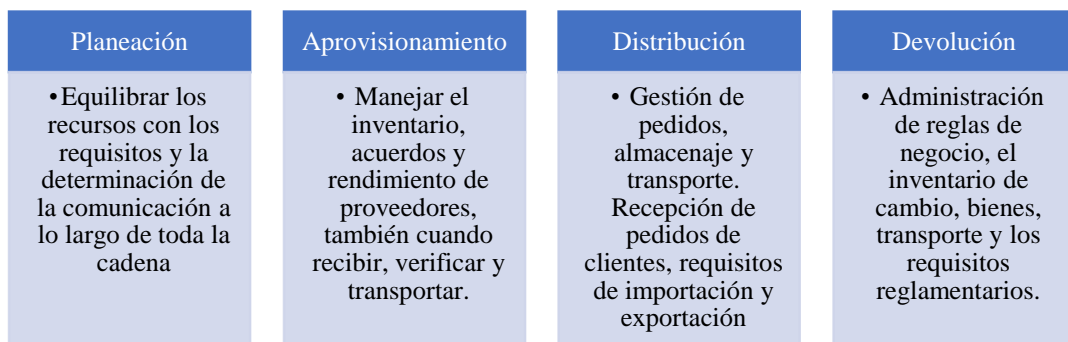 Planeación
•Equilibrar los
recursos con los
requisitos y la
determinación de
la comunicación a
lo largo de toda la
cadena
Aprovisionamiento
• Manejar el
inventario,
acuerdos y
rendimiento de
proveedores,
también cuando
recibir, verificar y
transportar.
Distribución
• Gestión de
pedidos,
almacenaje y
transporte.
Recepción de
pedidos de
clientes, requisitos
de importación y
exportación
Devolución
• Administración
de reglas de
negocio, el
inventario de
cambio, bienes,
transporte y los
requisitos
reglamentarios.